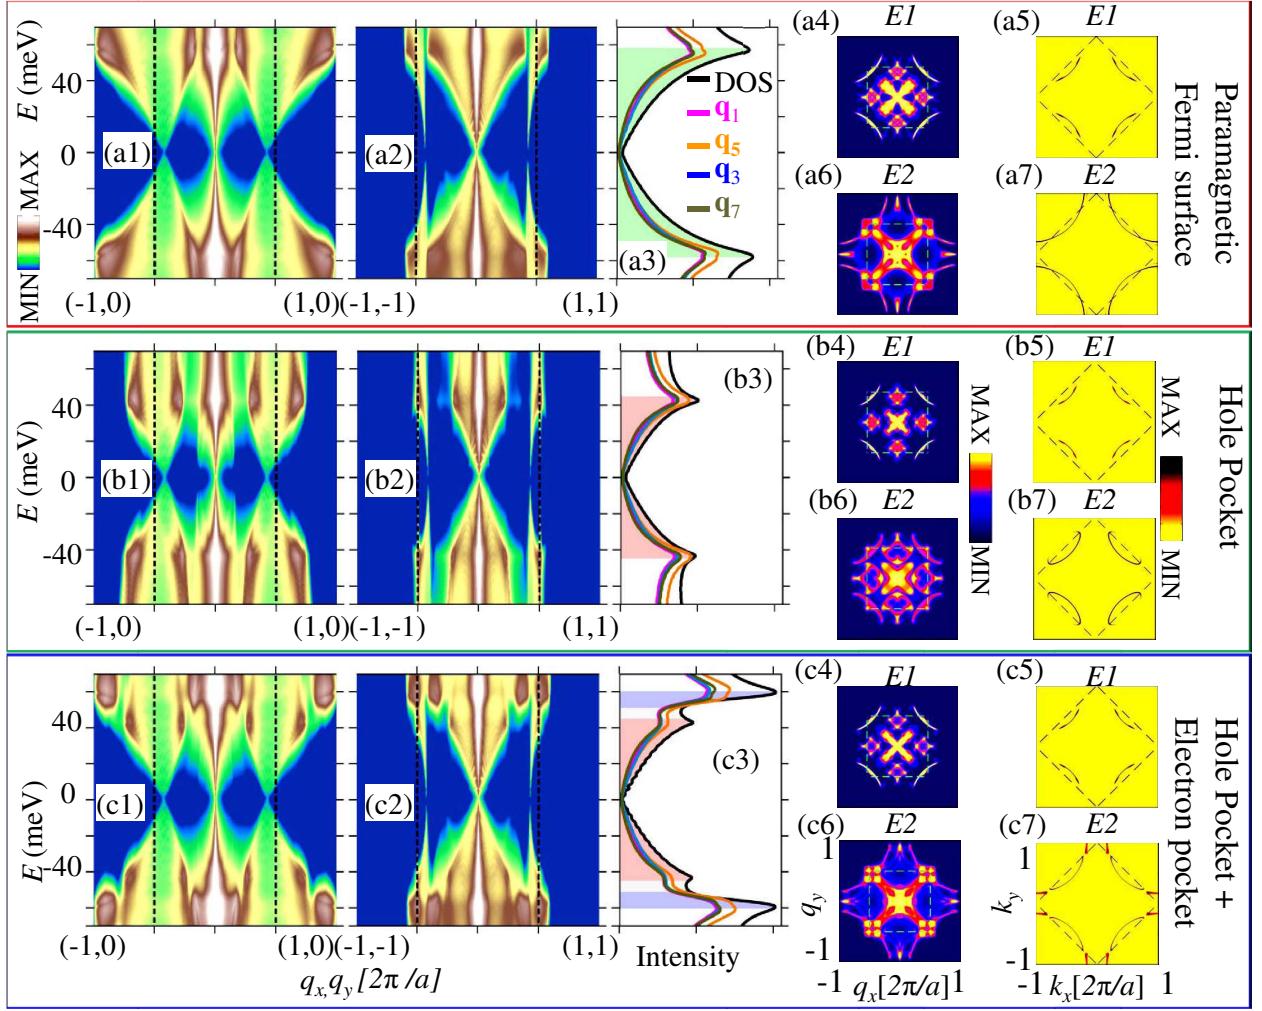 E (meV)
40
0
-40
MAX
MIN
(a1)
(-1,0)
(1,0)
(a2)
(-1,-1)
(1,1)
DOS
q1
q5
q3
q7
(a3)
(a4)
E1
(a5)
E1
(a6)
E2
(a7)
E2
Paramagnetic
Fermi surface
E (meV)
40
0
-40
(b1)
(-1,0)
(1,0)
(b2)
(-1,-1)
(1,1)
(b3)
(b4)
E1
(b5)
E1
(b6)
E2
(b7)
E2
MAX
MIN
MAX
MIN
Hole Pocket
E (meV)
40
0
-40
(c1)
(-1,0)
(1,0)
(c2)
(-1,-1)
(1,1)
qx,qy [2π/a]
(c3)
Intensity
(c4)
E1
(c5)
E1
(c6)
E2
1
qy
-1
-1 qx[2π/a] 1
(c7)
E2
1
ky
-1
-1 kx[2π/a] 1
Hole Pocket +
Electron pocket